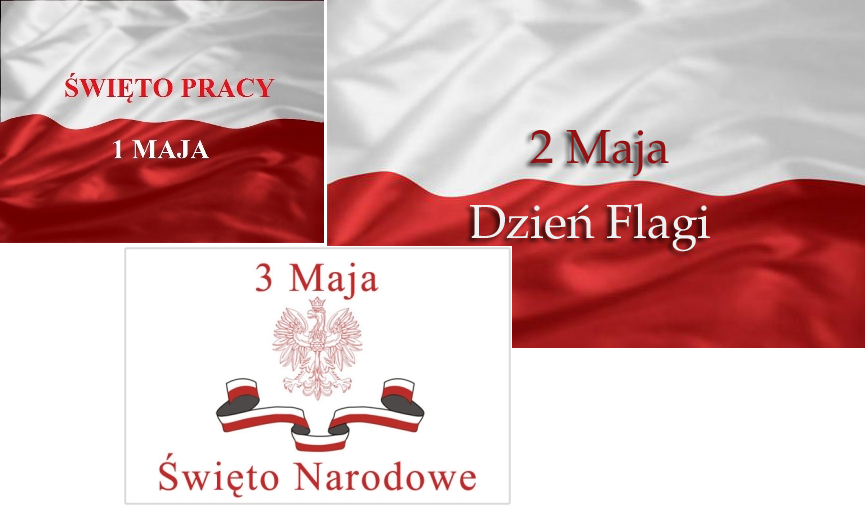 ŚWIĘTO PRACY
1 MAJA
2 Maja
Dzień Flagi
3 Maja
Święto Narodowe